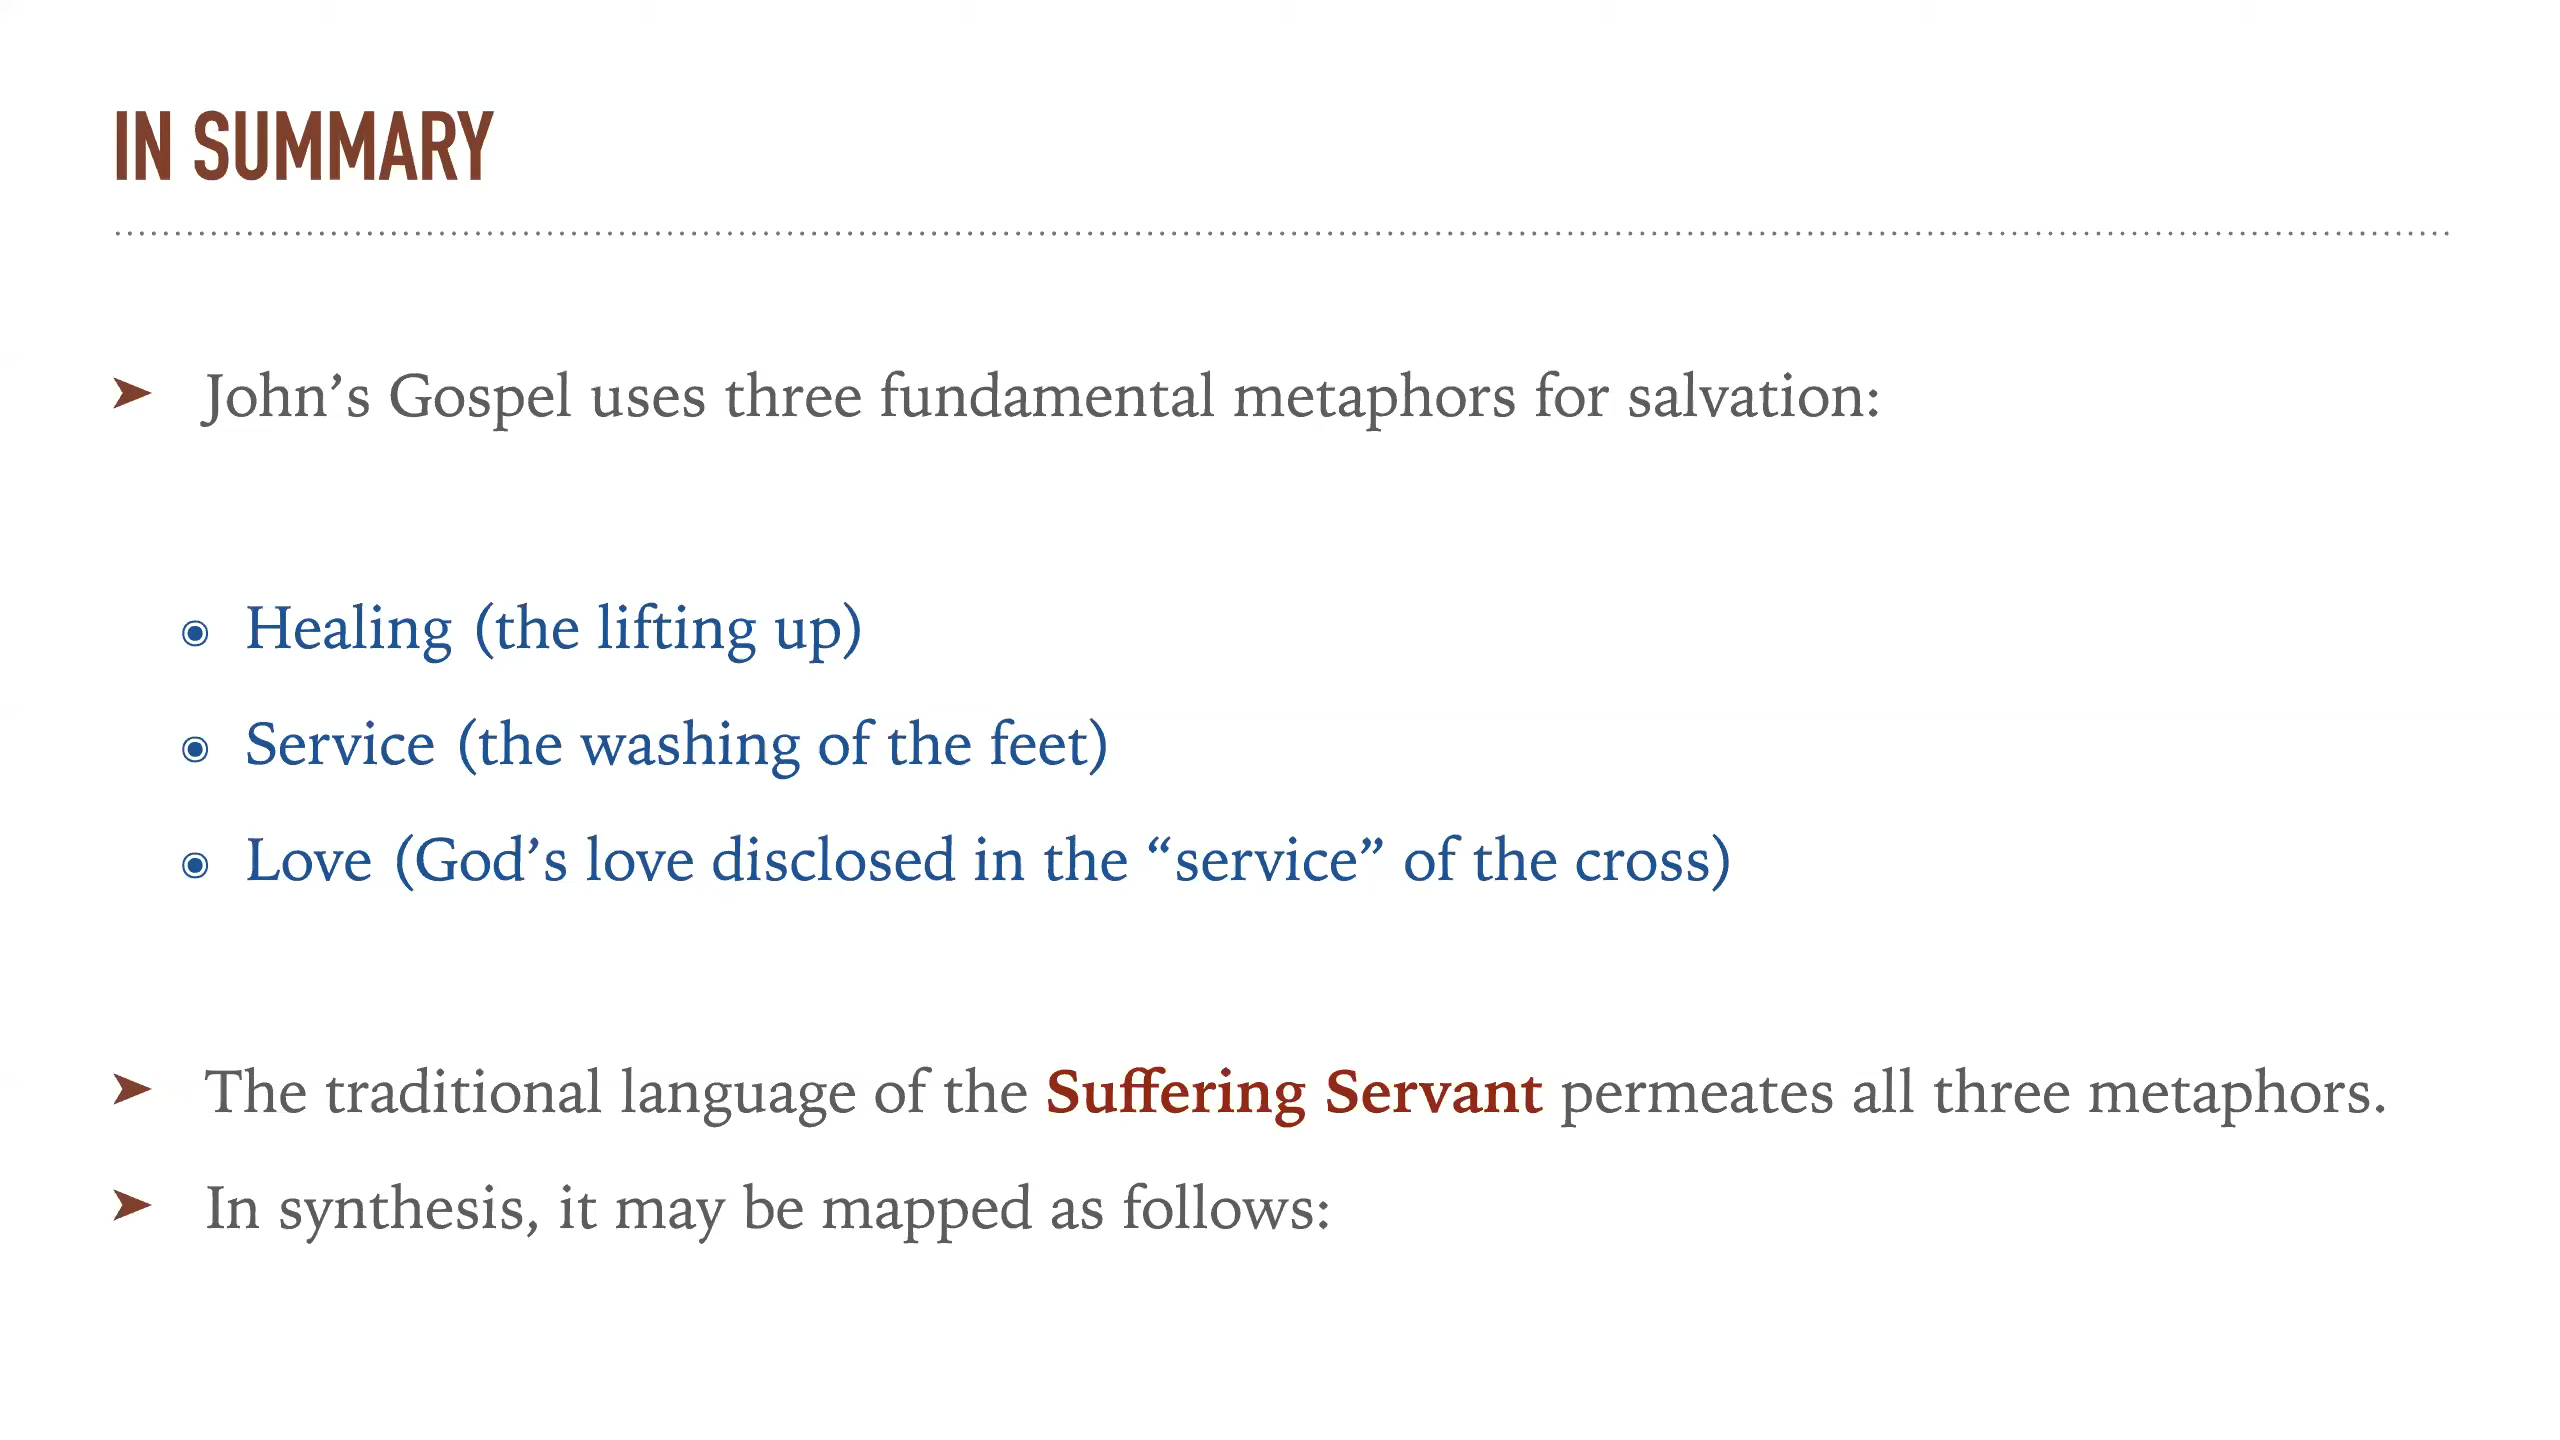 IN SUMMARY
➤ John’s Gospel uses three fundamental metaphors for salvation:
◉ Healing (the lifting up)
◉ Service (the washing of the feet)
◉ Love (God’s love disclosed in the “service” of the cross)
➤ The traditional language of the Suffering Servant permeates all three metaphors.
➤ In synthesis, it may be mapped as follows: